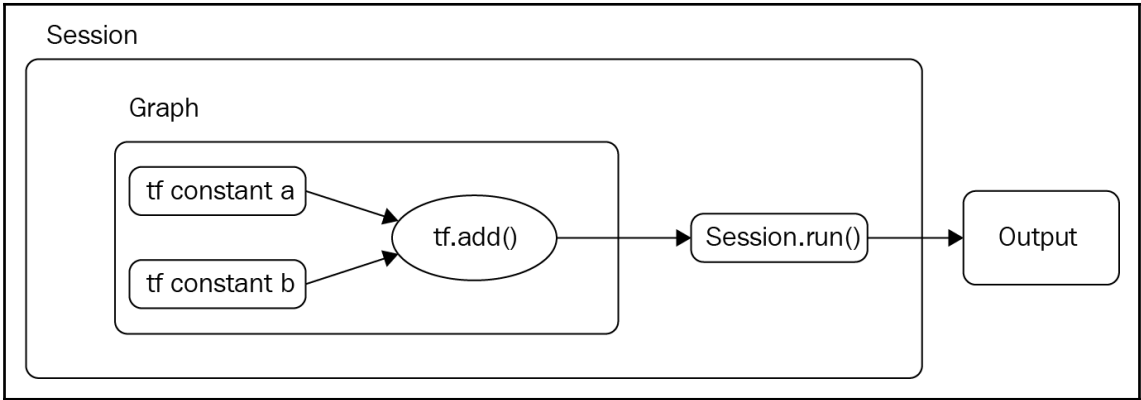 Session
Graph
tf constant a
tf constant b
tf.add()
Session.run()
Output